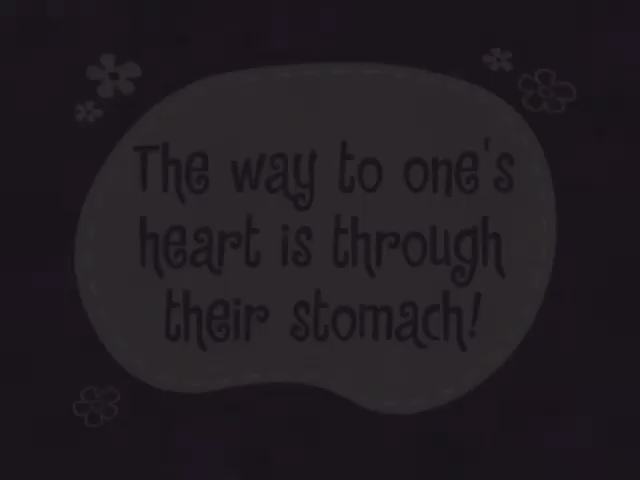 The way to one's
heart is through
their stomach!